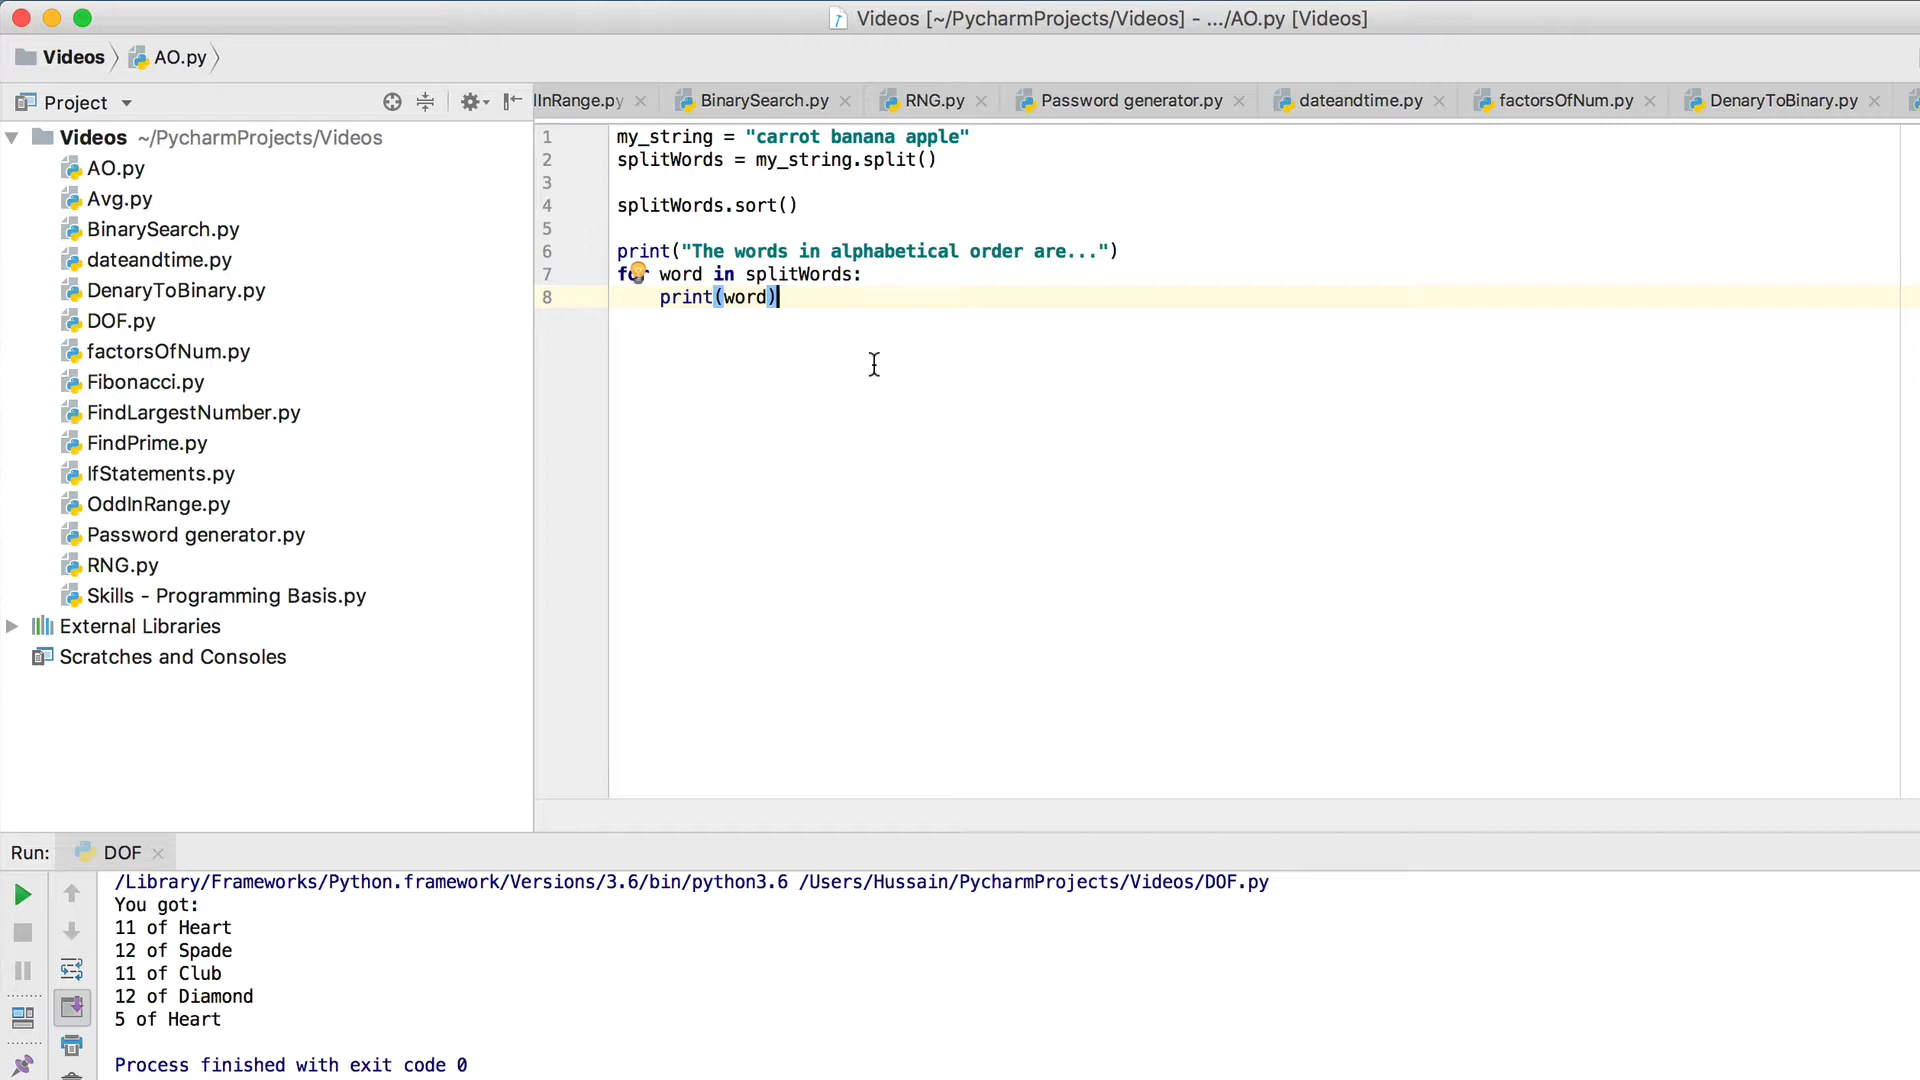 Videos [~/PycharmProjects/Videos] - .../AO.py [Videos]
Videos AO.py
Project
InRange.py BinarySearch.py RNG.py Password generator.py dateandtime.py factorsOfNum.py DenaryToBinary.py
Videos ~/PycharmProjects/Videos
AO.py
Avg.py
BinarySearch.py
dateandtime.py
DenaryToBinary.py
DOF.py
factorsOfNum.py
Fibonacci.py
FindLargestNumber.py
FindPrime.py
IfStatements.py
OddInRange.py
Password generator.py
RNG.py
Skills - Programming Basis.py
External Libraries
Scratches and Consoles
1 my_string = "carrot banana apple"
2 splitWords = my_string.split()
3
4 splitWords.sort()
5
6 print("The words in alphabetical order are...")
7 for word in splitWords:
8 print(word)
Run: DOF
/Library/Frameworks/Python.framework/Versions/3.6/bin/python3.6 /Users/Hussain/PycharmProjects/Videos/DOF.py
You got:
11 of Heart
12 of Spade
11 of Club
12 of Diamond
5 of Heart
Process finished with exit code 0